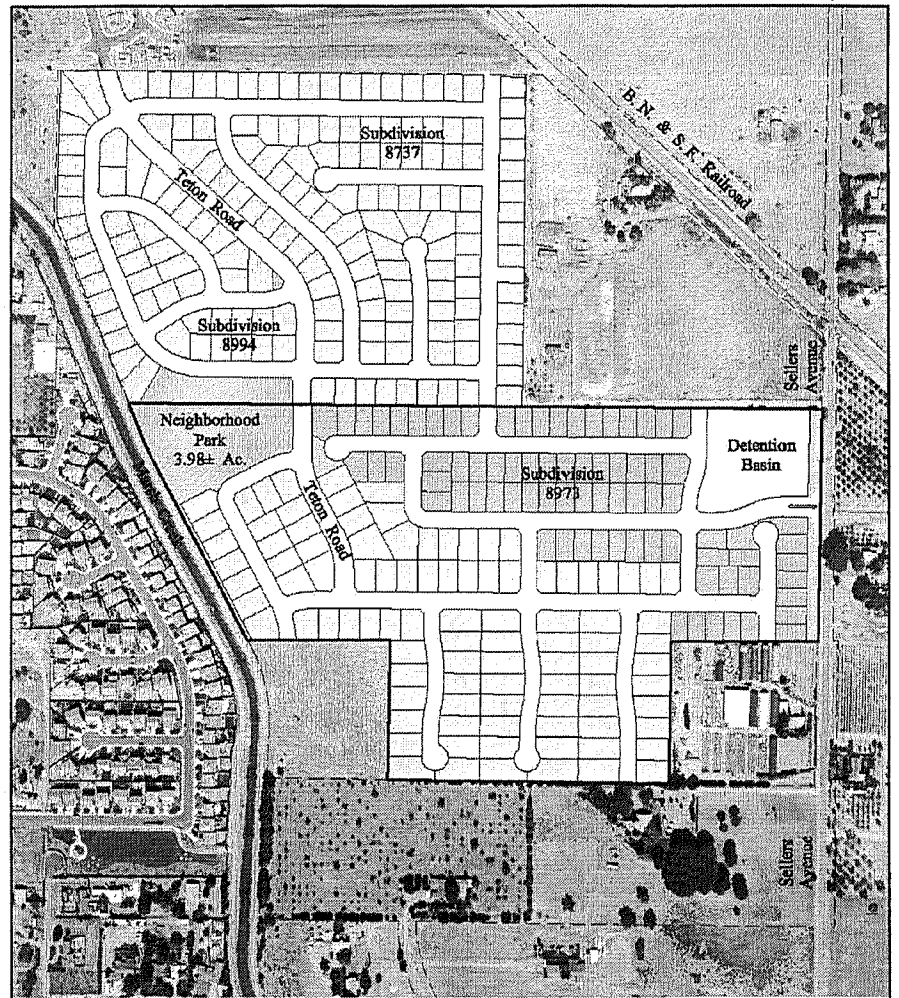 B. N. & S.F. Railroad
Subdivision
8737
Teton Road
Subdivision
8994
Sellers
Avenue
Neighborhood
Park
3.98± Ac.
Detention
Basin
Subdivision
8973
Teton Road
Sellers
Avenue